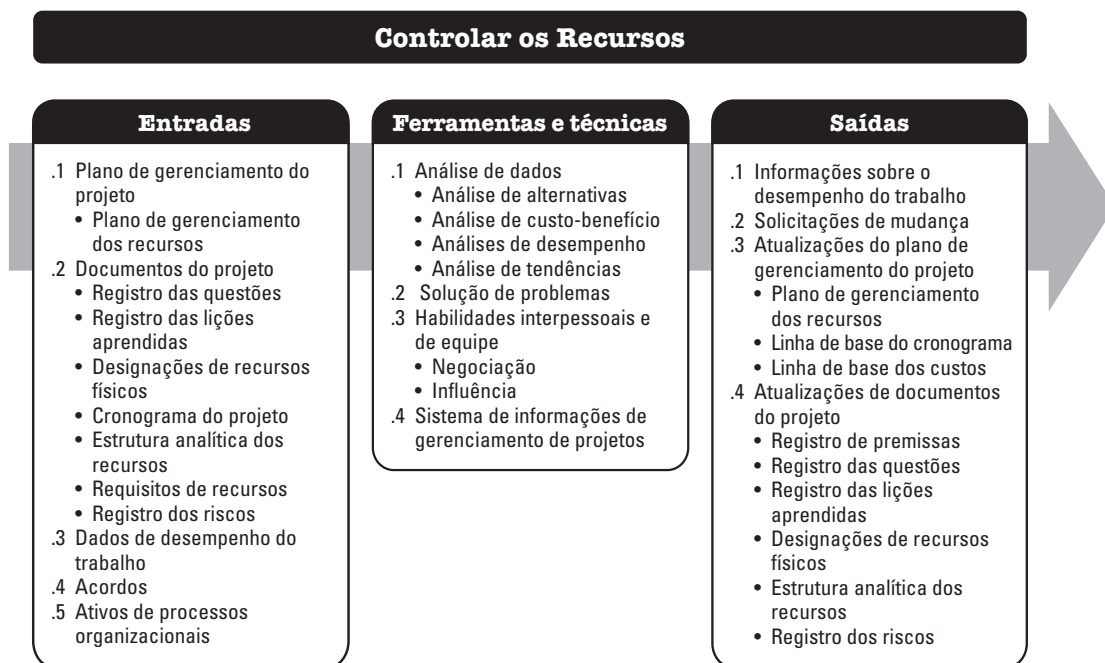 Controlar os Recursos
Entradas
.1 Plano de gerenciamento do
projeto
• Plano de gerenciamento
dos recursos
.2 Documentos do projeto
• Registro das questões
• Registro das lições
aprendidas
• Designações de recursos
físicos
• Cronograma do projeto
• Estrutura analítica dos
recursos
• Requisitos de recursos
• Registro dos riscos
.3 Dados de desempenho do
trabalho
.4 Acordos
.5 Ativos de processos
organizacionais
Ferramentas e técnicas
.1 Análise de dados
• Análise de alternativas
• Análise de custo-benefício
• Análises de desempenho
• Análise de tendências
.2 Solução de problemas
.3 Habilidades interpessoais e
de equipe
• Negociação
• Influência
.4 Sistema de informações de
gerenciamento de projetos
Saídas
.1 Informações sobre o
desempenho do trabalho
.2 Solicitações de mudança
.3 Atualizações do plano de
gerenciamento do projeto
• Plano de gerenciamento
dos recursos
• Linha de base do cronograma
• Linha de base dos custos
.4 Atualizações de documentos
do projeto
• Registro de premissas
• Registro das questões
• Registro das lições
aprendidas
• Designações de recursos
físicos
• Estrutura analítica dos
recursos
• Registro dos riscos